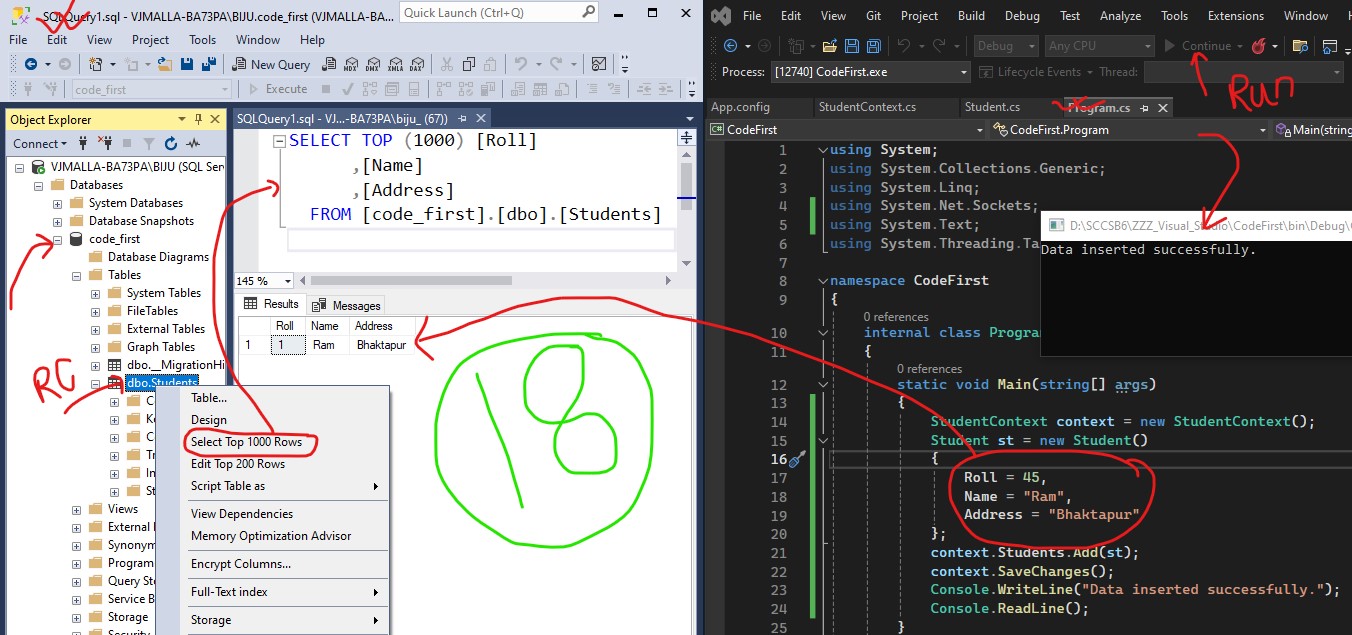 SQLQuery1.sql - VJMALLA-BA73PA\BIJU.code_first (VJMALLA-BA...
Quick Launch (Ctrl+Q)
File Edit View Project Tools Window Help
New Query
MDX DMX XMLA DAX
code_first
Execute
Object Explorer
Connect
VJMALLA-BA73PA\BIJU (SQL Ser
Databases
System Databases
Database Snapshots
code_first
Database Diagrams
Tables
System Tables
FileTables
External Tables
Graph Tables
dbo.__MigrationHi
dbo.Students
C
K
C
Tr
In
St
Views
External
Synonym
Program
Query Sto
Service B
Storage
Security
RC
Table...
Design
Select Top 1000 Rows
Edit Top 200 Rows
Script Table as
View Dependencies
Memory Optimization Advisor
Encrypt Columns...
Full-Text index
Storage
SQLQuery1.sql - VJ...-BA73PA\biju_ (67))
SELECT TOP (1000) [Roll]
,[Name]
,[Address]
FROM [code_first].[dbo].[Students]
145 %
Results Messages
Roll Name Address
1 1 Ram Bhaktapur
18
File Edit View Git Project Build Debug Test Analyze Tools Extensions Window
Debug Any CPU Continue
Process: [12740] CodeFirst.exe Lifecycle Events Thread:
Run
App.config StudentContext.cs Student.cs Program.cs
CodeFirst CodeFirst.Program Main(string
1 using System;
2 using System.Collections.Generic;
3 using System.Linq;
4 using System.Net.Sockets;
5 using System.Text;
6 using System.Threading.Ta
7
8 namespace CodeFirst
9 {
0 references
10 internal class Progra
11 {
0 references
12 static void Main(string[] args)
13 {
14 StudentContext context = new StudentContext();
15 Student st = new Student()
16 {
17 Roll = 45,
18 Name = "Ram",
19 Address = "Bhaktapur"
20 };
21 context.Students.Add(st);
22 context.SaveChanges();
23 Console.WriteLine("Data inserted successfully.");
24 Console.ReadLine();
25 }
D:\SCCSB6\ZZZ_Visual_Studio\CodeFirst\bin\Debug\
Data inserted successfully.